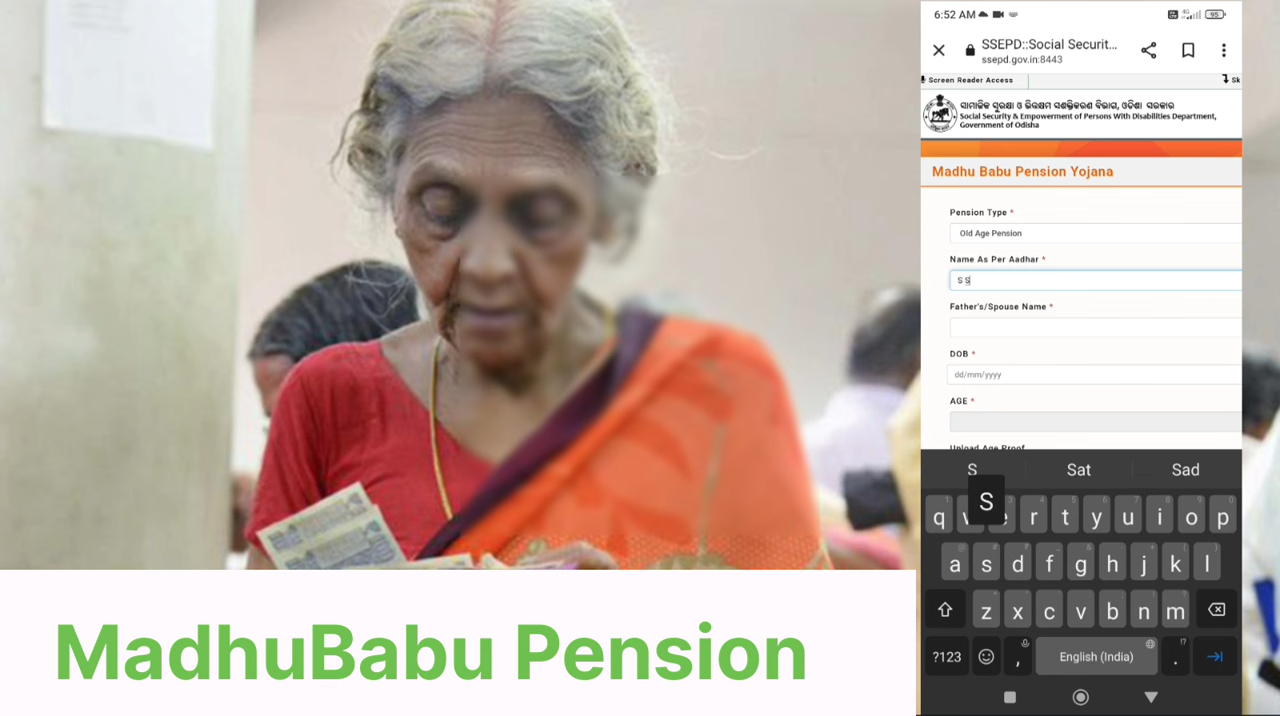 6:52 AM
4G
95
SSEPD::Social Securit...
ssepd.gov.in:8443
Screen Reader Access
Sk
ସାମାଜିକ ସୁରକ୍ଷା ଓ ଭିନ୍ନକ୍ଷମ ସଶକ୍ତିକରଣ ବିଭାଗ, ଓଡିଶା ସରକାର
Social Security & Empowerment of Persons With Disabilities Department,
Government of Odisha
Madhu Babu Pension Yojana
Pension Type *
Old Age Pension
Name As Per Aadhar *
S S
Father's/Spouse Name *
DOB *
dd/mm/yyyy
AGE *
Upload Age Proof
S Sat Sad
S
q w e r t y u i o p
a s d f g h j k l
z x c v b n m
?123 , English (India) .
MadhuBabu Pension